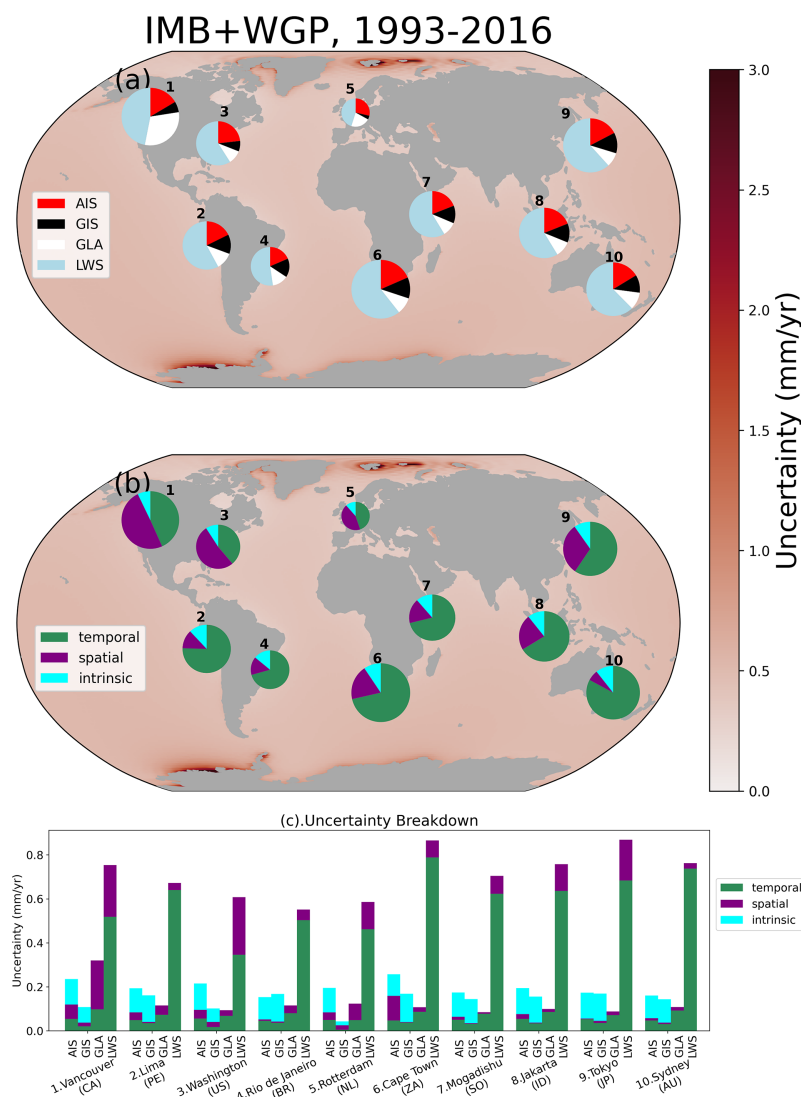 IMB+WGP, 1993-2016
(a)
1
3
5
9
7
2
4
8
6
10
AIS
GIS
GLA
LWS
(b)
1
3
5
9
7
2
4
8
6
10
temporal
spatial
intrinsic
3.0
2.5
2.0
1.5
1.0
0.5
0.0
Uncertainty (mm/yr)
(c).Uncertainty Breakdown
Uncertainty (mm/yr)
0.8
0.6
0.4
0.2
0.0
temporal
spatial
intrinsic
AIS GIS GLA LWS AIS GIS GLA LWS AIS GIS GLA LWS AIS GIS GLA LWS AIS GIS GLA LWS AIS GIS GLA LWS AIS GIS GLA LWS AIS GIS GLA LWS AIS GIS GLA LWS AIS GIS GLA LWS
1.Vancouver
(CA)
2.Lima
(PE)
3.Washington
(US)
4.Rio de Janeiro
(BR)
5.Rotterdam
(NL)
6.Cape Town
(ZA)
7.Mogadishu
(SO)
8.Jakarta
(ID)
9.Tokyo
(JP)
10.Sydney
(AU)